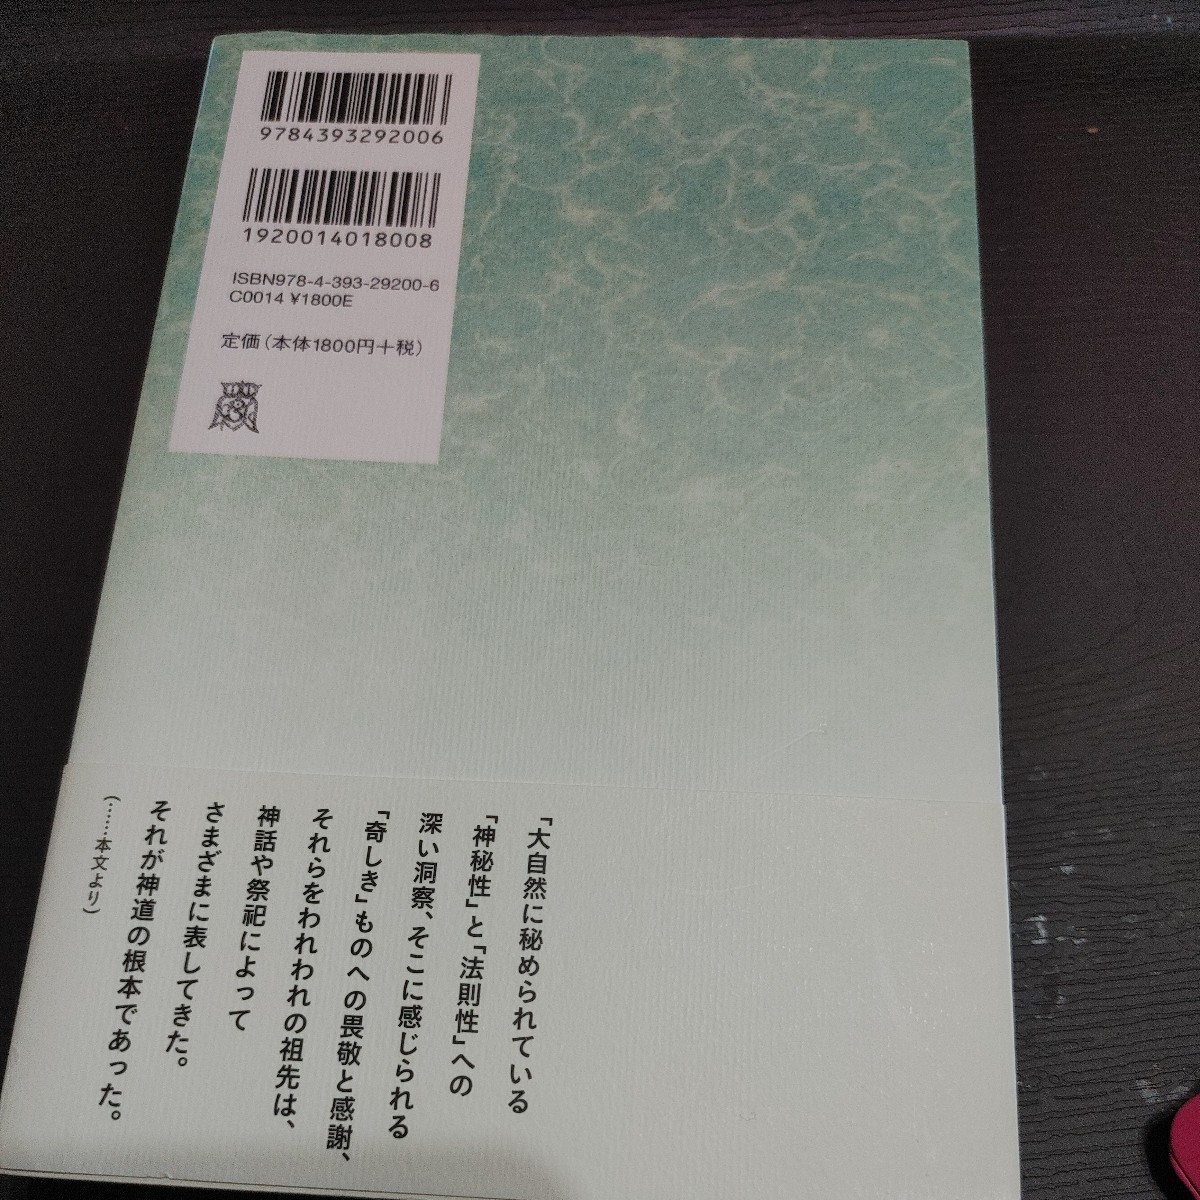 9784393292006
1920014018008
ISBN978-4-393-29200-6
C0014 ¥1800E
定価(本体1800円+税)
「大自然に秘められている
「神秘性」と「法則性」への
深い洞察、そこに感じられる
「奇しき」ものへの畏敬と感謝、
それらをわれわれの祖先は、
神話や祭祀によって
さまざまに表してきた。
それが神道の根本であった。
(……本文より)